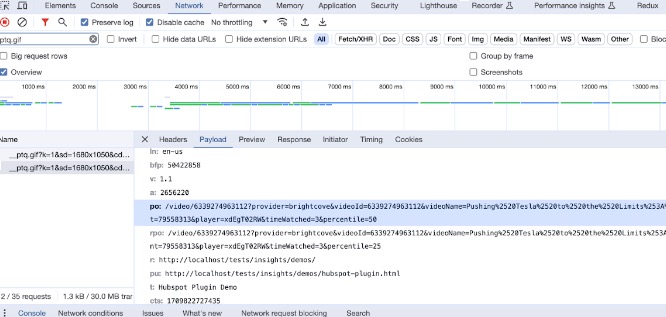 Elements Console Sources Network Performance Memory Application Security Lighthouse Recorder Performance insights Redux
Preserve log Disable cache No throttling
ptq.gif Invert Hide data URLs Hide extension URLs All Fetch/XHR Doc CSS JS Font Img Media Manifest WS Wasm Other Bloc
Big request rows Group by frame
Overview Screenshots
1000 ms 2000 ms 3000 ms 4000 ms 5000 ms 6000 ms 7000 ms 8000 ms 9000 ms 10000 ms 11000 ms 12000 ms 13000 ms
Name Headers Payload Preview Response Initiator Timing Cookies
__ptq.gif?k=1&sd=1680x1050&cd...
__ptq.gif?k=1&sd=1680x1050&cd...
ln: en-us
bfp: 50422858
v: 1.1
a: 2656220
po: /video/6339274963112?provider=brightcove&videoId=6339274963112&videoName=Pushing%2520Tesla%2520to%2520the%2520Limits%253A%
t=79558313&player=xdEgT02RW&timeWatched=3&percentile=50
rpo: /video/6339274963112?provider=brightcove&videoId=6339274963112&videoName=Pushing%2520Tesla%2520to%2520the%2520Limits%253A
nt=79558313&player=xdEgT02RW&timeWatched=3&percentile=25
r: http://localhost/tests/insights/demos/
pu: http://localhost/tests/insights/demos/hubspot-plugin.html
t: Hubspot Plugin Demo
cts: 1709822727435
2 / 35 requests 1.3 kB / 30.0 MB tran
Console Network conditions Issues What's new Network request blocking Search